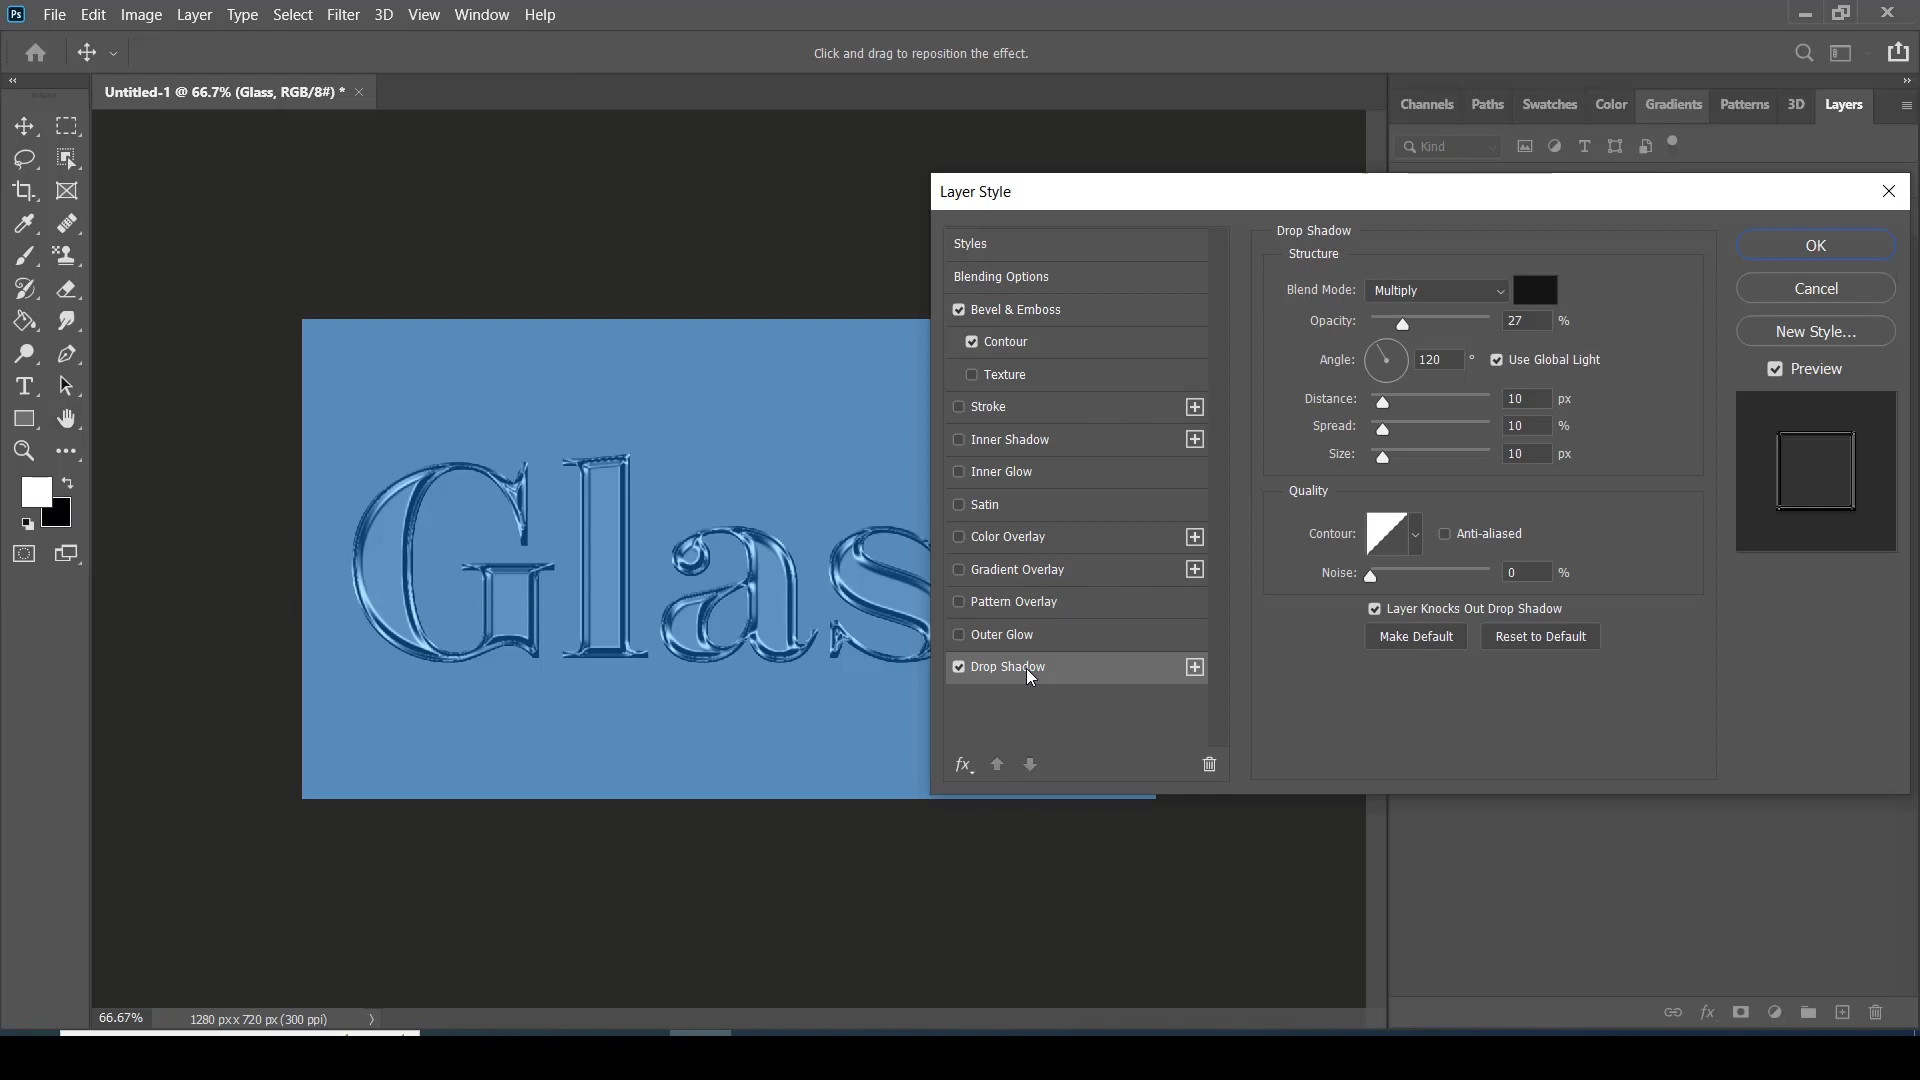 Ps File Edit Image Layer Type Select Filter 3D View Window Help
Click and drag to reposition the effect.
Untitled-1 @ 66.7% (Glass, RGB/8#) *
Channels Paths Swatches Color Gradients Patterns 3D Layers
Kind
Layer Style
Styles
Blending Options
Bevel & Emboss
Contour
Texture
Stroke
Inner Shadow
Inner Glow
Satin
Color Overlay
Gradient Overlay
Pattern Overlay
Outer Glow
Drop Shadow
fx
Drop Shadow
Structure
Blend Mode: Multiply
Opacity: 27 %
Angle: 120 ° Use Global Light
Distance: 10 px
Spread: 10 %
Size: 10 px
Quality
Contour: Anti-aliased
Noise: 0 %
Layer Knocks Out Drop Shadow
Make Default Reset to Default
OK
Cancel
New Style...
Preview
Glas
66.67% 1280 px x 720 px (300 ppi)
fx